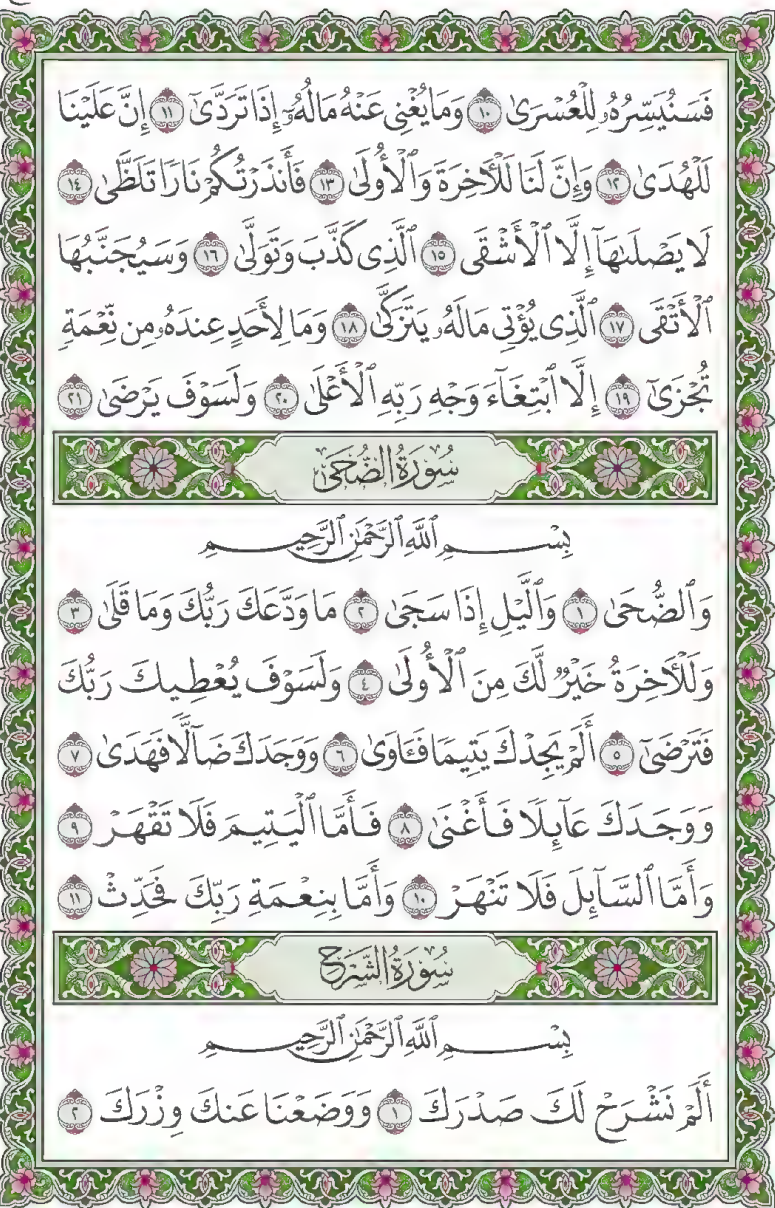 فَسَنُيَسِّرُهُۥ لِلْعُسْرَىٰ ١٠ وَمَا يُغْنِى عَنْهُ مَالُهُۥٓ إِذَا تَرَدَّىٰٓ ١١ إِنَّ عَلَيْنَا
لَلْهُدَىٰ ١٢ وَإِنَّ لَنَا لَلْءَاخِرَةَ وَٱلْأُولَىٰ ١٣ فَأَنذَرْتُكُمْ نَارًا تَلَظَّىٰ ١٤
لَا يَصْلَىٰهَآ إِلَّا ٱلْأَشْقَى ١٥ ٱلَّذِى كَذَّبَ وَتَوَلَّىٰ ١٦ وَسَيُجَنَّبُهَا
ٱلْأَتْقَى ١٧ ٱلَّذِى يُؤْتِى مَالَهُۥ يَتَزَكَّىٰ ١٨ وَمَا لِأَحَدٍ عِندَهُۥ مِن نِّعْمَةٍ
تُجْزَىٰٓ ١٩ إِلَّا ٱبْتِغَآءَ وَجْهِ رَبِّهِ ٱلْأَعْلَىٰ ٢٠ وَلَسَوْفَ يَرْضَىٰ ٢١
سُورَةُ الضُّحَىٰ
بِسْمِ ٱللَّهِ ٱلرَّحْمَٰنِ ٱلرَّحِيمِ
وَٱلضُّحَىٰ ١ وَٱلَّيْلِ إِذَا سَجَىٰ ٢ مَا وَدَّعَكَ رَبُّكَ وَمَا قَلَىٰ ٣
وَلَلْءَاخِرَةُ خَيْرٌ لَّكَ مِنَ ٱلْأُولَىٰ ٤ وَلَسَوْفَ يُعْطِيكَ رَبُّكَ
فَتَرْضَىٰٓ ٥ أَلَمْ يَجِدْكَ يَتِيمًا فَـَٔاوَىٰ ٦ وَوَجَدَكَ ضَآلًّا فَهَدَىٰ ٧
وَوَجَدَكَ عَآئِلًا فَأَغْنَىٰ ٨ فَأَمَّا ٱلْيَتِيمَ فَلَا تَقْهَرْ ٩
وَأَمَّا ٱلسَّآئِلَ فَلَا تَنْهَرْ ١٠ وَأَمَّا بِنِعْمَةِ رَبِّكَ فَحَدِّثْ ١١
سُورَةُ الشَّرْحِ
بِسْمِ ٱللَّهِ ٱلرَّحْمَٰنِ ٱلرَّحِيمِ
أَلَمْ نَشْرَحْ لَكَ صَدْرَكَ ١ وَوَضَعْنَا عَنكَ وِزْرَكَ ٢